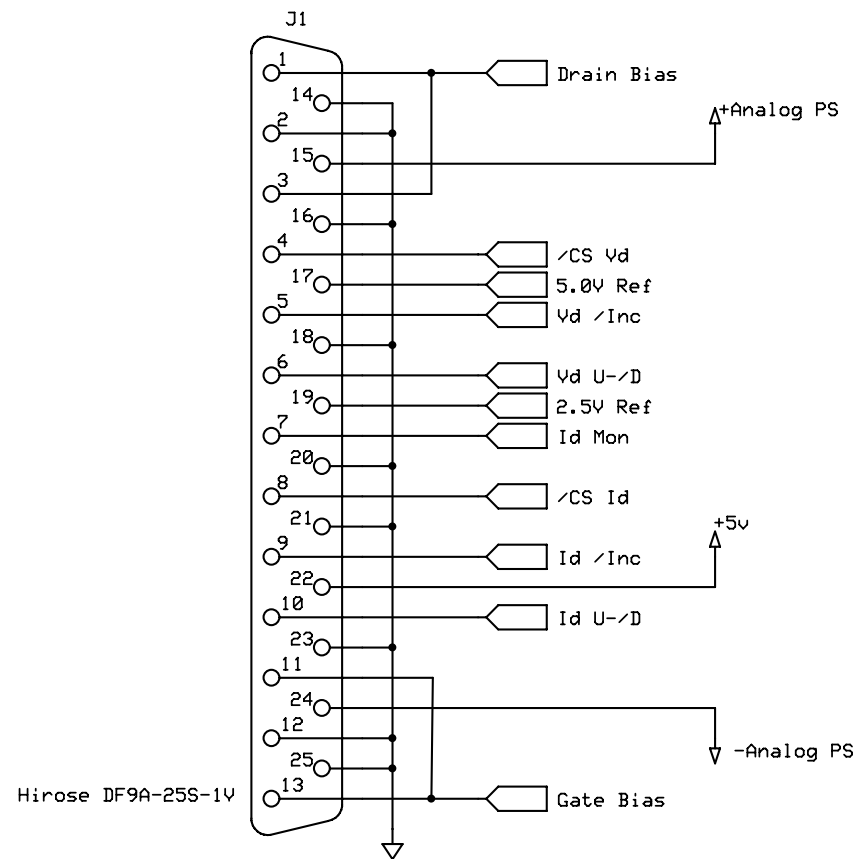 J1
1
Drain Bias
14
+Analog PS
2
15
3
16
4
/CS Vd
17
5.0V Ref
5
Vd /Inc
18
6
Vd U-/D
19
2.5V Ref
7
Id Mon
20
8
/CS Id
21
+5v
9
Id /Inc
22
10
Id U-/D
23
11
24
12
-Analog PS
25
Hirose DF9A-25S-1V
13
Gate Bias